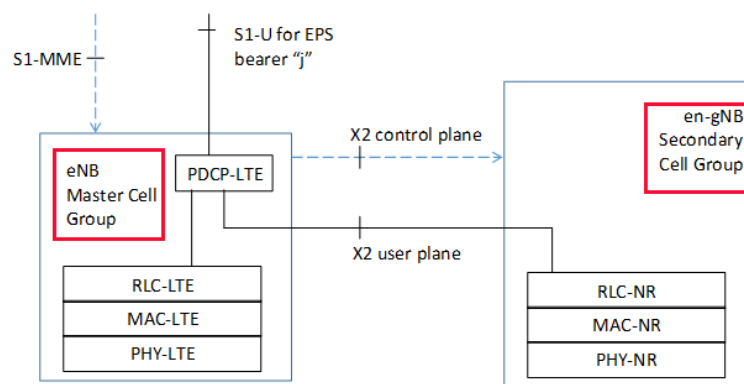 S1-U for EPS
bearer “j”
S1-MME
en-gNB
Secondary
Cell Group
X2 control plane
eNB
Master Cell
Group
PDCP-LTE
X2 user plane
RLC-LTE
MAC-LTE
PHY-LTE
RLC-NR
MAC-NR
PHY-NR